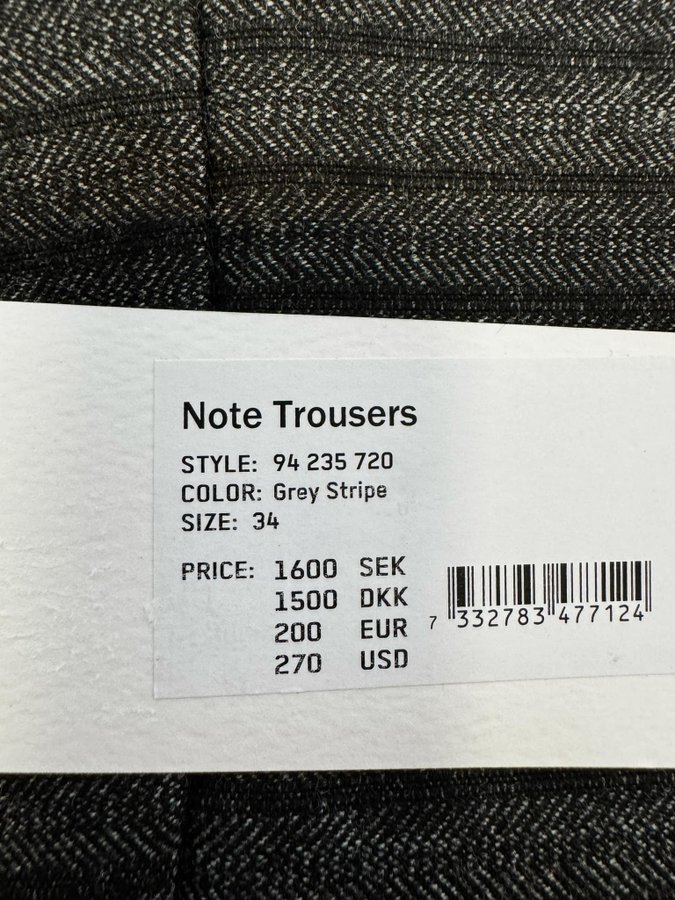 Note Trousers
STYLE: 94 235 720
COLOR: Grey Stripe
SIZE: 34
PRICE: 1600 SEK
1500 DKK
200 EUR
270 USD
7 332783 477124